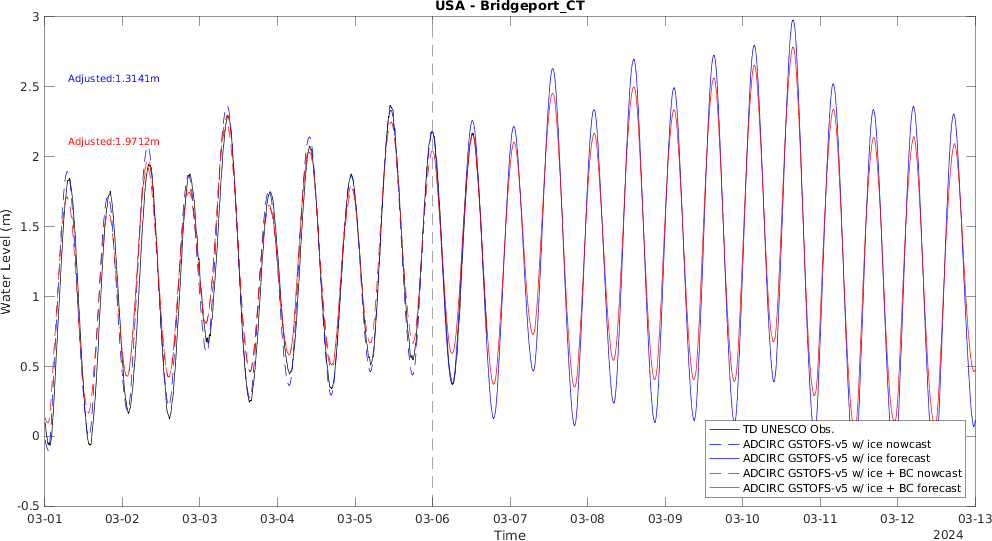 USA - Bridgeport_CT
3
2.5
2
1.5
1
0.5
0
-0.5
Water Level (m)
Adjusted:1.3141m
Adjusted:1.9712m
TD UNESCO Obs.
ADCIRC GSTOFS-v5 w/ ice nowcast
ADCIRC GSTOFS-v5 w/ ice forecast
ADCIRC GSTOFS-v5 w/ ice + BC nowcast
ADCIRC GSTOFS-v5 w/ ice + BC forecast
03-01 03-02 03-03 03-04 03-05 03-06 03-07 03-08 03-09 03-10 03-11 03-12 03-13
Time
2024